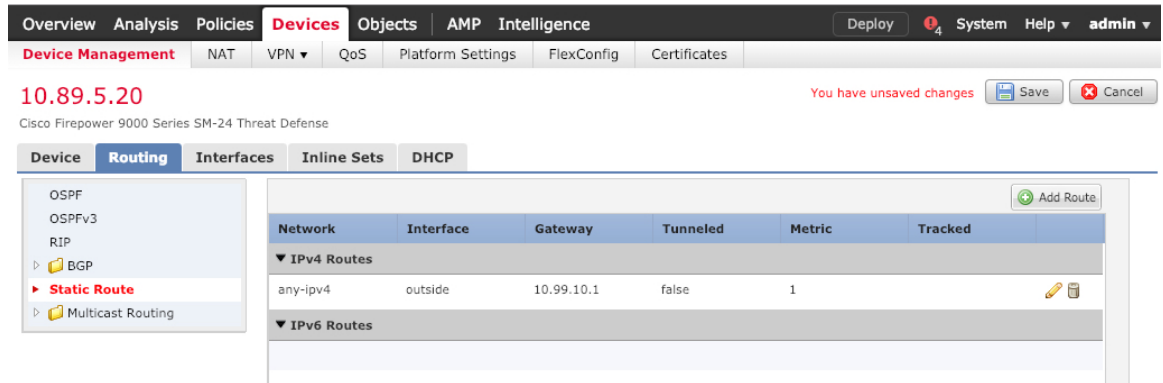 Overview Analysis Policies Devices Objects AMP Intelligence Deploy 4 System Help admin
Device Management NAT VPN QoS Platform Settings FlexConfig Certificates
10.89.5.20
You have unsaved changes Save Cancel
Cisco Firepower 9000 Series SM-24 Threat Defense
Device Routing Interfaces Inline Sets DHCP
OSPF
OSPFv3
RIP
BGP
Static Route
Multicast Routing
Add Route
Network Interface Gateway Tunneled Metric Tracked
IPv4 Routes
any-ipv4 outside 10.99.10.1 false 1
IPv6 Routes